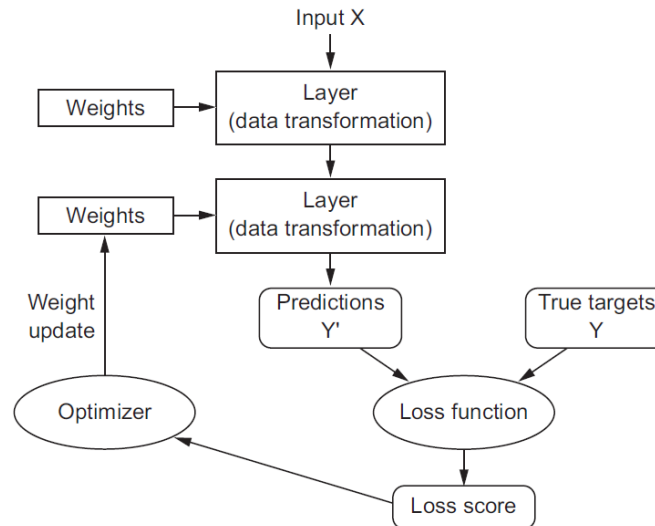 Input X
Layer
(data transformation)
Weights
Layer
(data transformation)
Weights
Weight
update
Predictions
Y'
True targets
Y
Optimizer
Loss function
Loss score